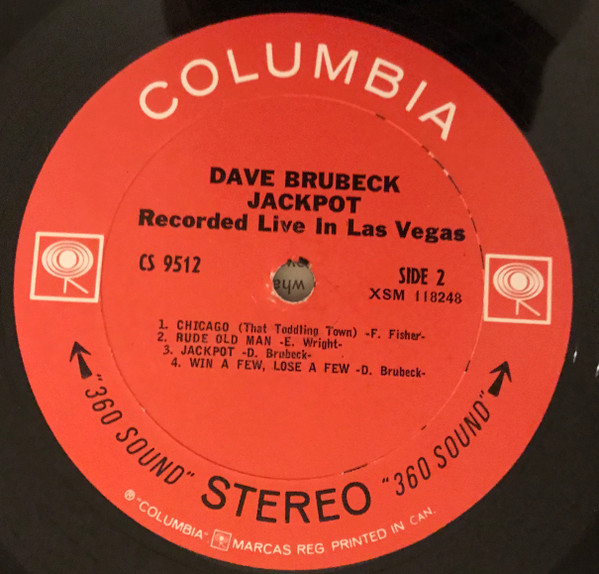 COLUMBIA
DAVE BRUBECK
JACKPOT
Recorded Live In Las Vegas
CS 9512
SIDE 2
XSM 118248
1. CHICAGO (That Toddling Town) -F. Fisher-
2. RUDE OLD MAN -E. Wright-
3. JACKPOT -D. Brubeck-
4. WIN A FEW, LOSE A FEW -D. Brubeck-
"360 SOUND" STEREO "360 SOUND"
® "COLUMBIA" MARCAS REG. PRINTED IN CAN.